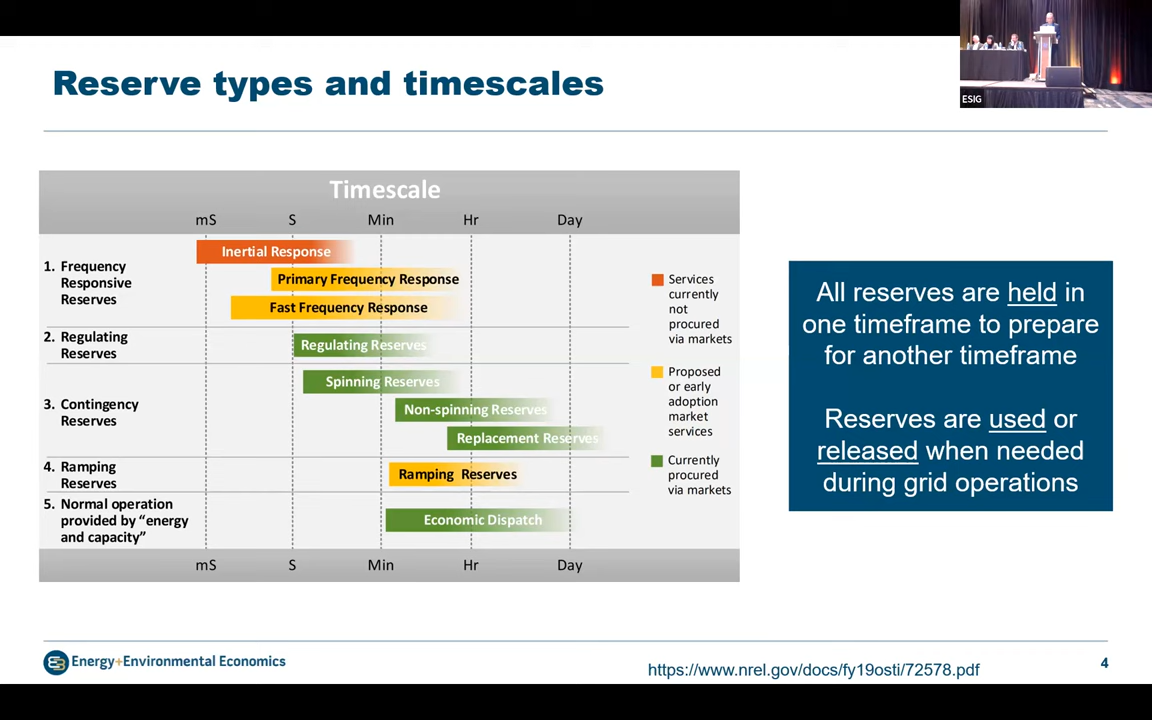 Reserve types and timescales
ESIG
Timescale
mS S Min Hr Day
1. Frequency
Responsive
Reserves
Inertial Response
Primary Frequency Response
Fast Frequency Response
2. Regulating
Reserves
Regulating Reserves
3. Contingency
Reserves
Spinning Reserves
Non-spinning Reserves
Replacement Reserves
4. Ramping
Reserves
Ramping Reserves
5. Normal operation
provided by “energy
and capacity”
Economic Dispatch
mS S Min Hr Day
Services
currently
not
procured
via markets
Proposed
or early
adoption
market
services
Currently
procured
via markets
All reserves are held in
one timeframe to prepare
for another timeframe
Reserves are used or
released when needed
during grid operations
Energy+Environmental Economics
https://www.nrel.gov/docs/fy19osti/72578.pdf
4